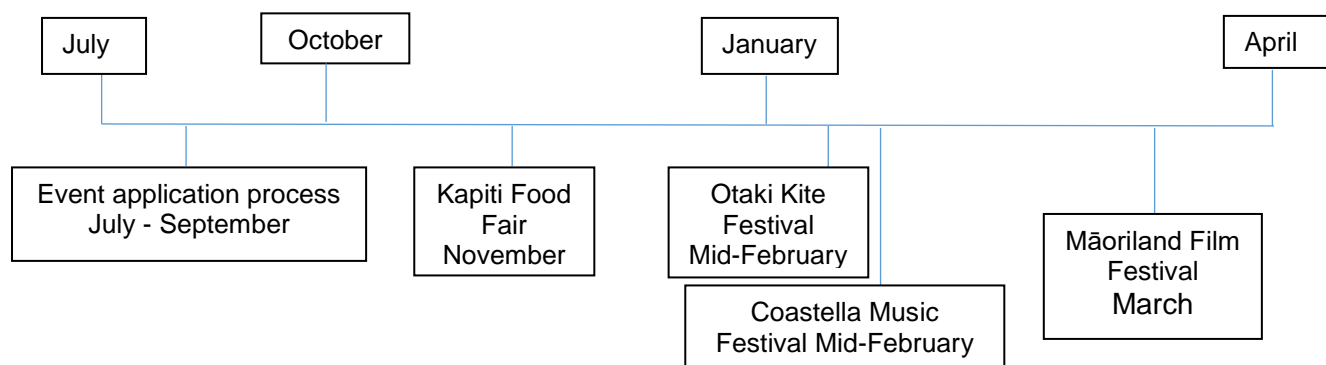 July
October
January
April
Event application process
July - September
Kapiti Food
Fair
November
Otaki Kite
Festival
Mid-February
Coastella Music
Festival Mid-February
Māoriland Film
Festival
March